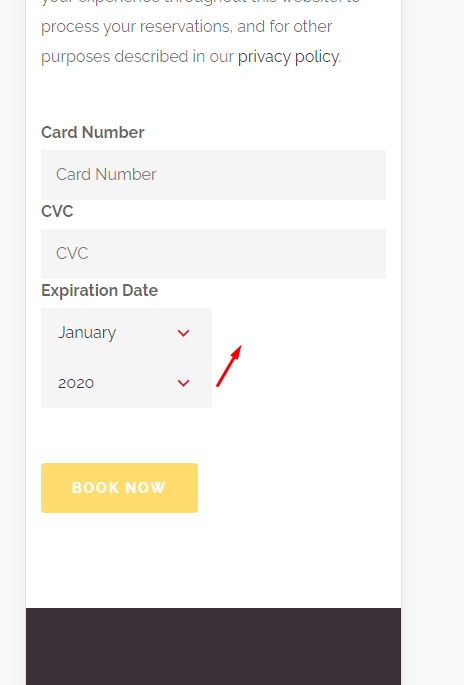 your experience throughout this website, to
process your reservations, and for other
purposes described in our privacy policy.
Card Number
Card Number
CVC
CVC
Expiration Date
January
2020
BOOK NOW